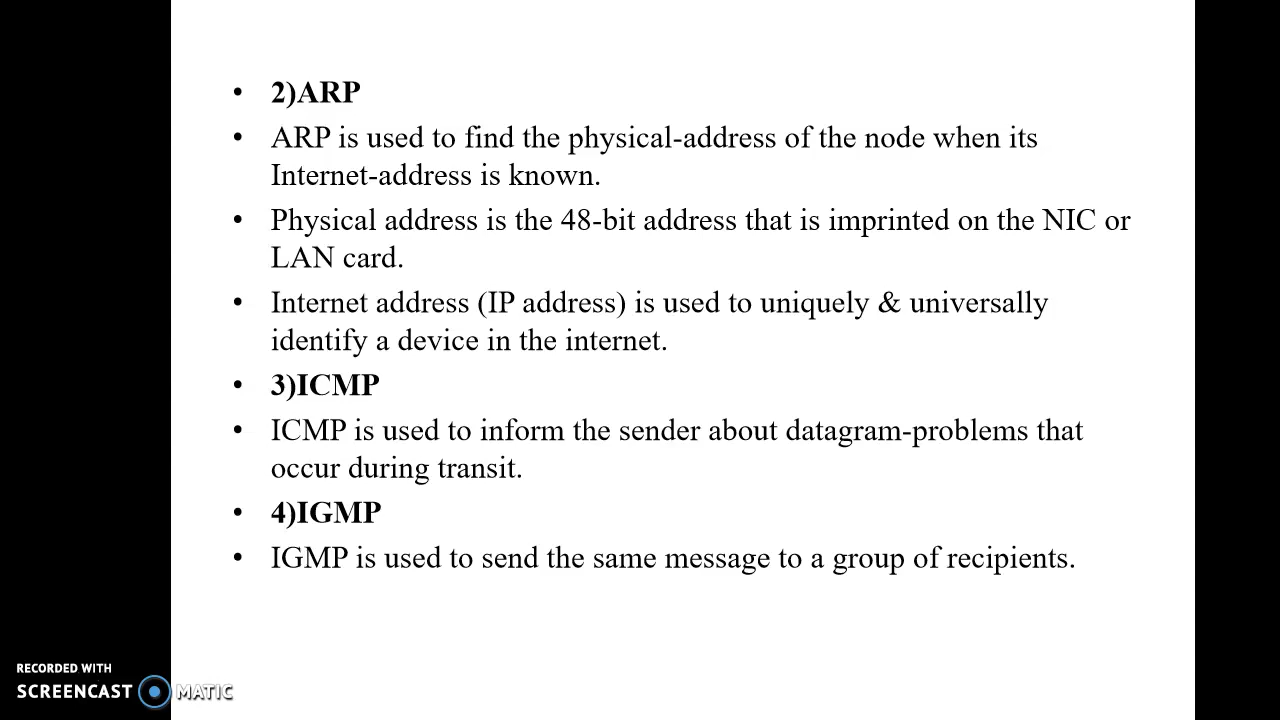 • 2)ARP
• ARP is used to find the physical-address of the node when its
Internet-address is known.
• Physical address is the 48-bit address that is imprinted on the NIC or
LAN card.
• Internet address (IP address) is used to uniquely & universally
identify a device in the internet.
• 3)ICMP
• ICMP is used to inform the sender about datagram-problems that
occur during transit.
• 4)IGMP
• IGMP is used to send the same message to a group of recipients.
RECORDED WITH
SCREENCAST MATIC